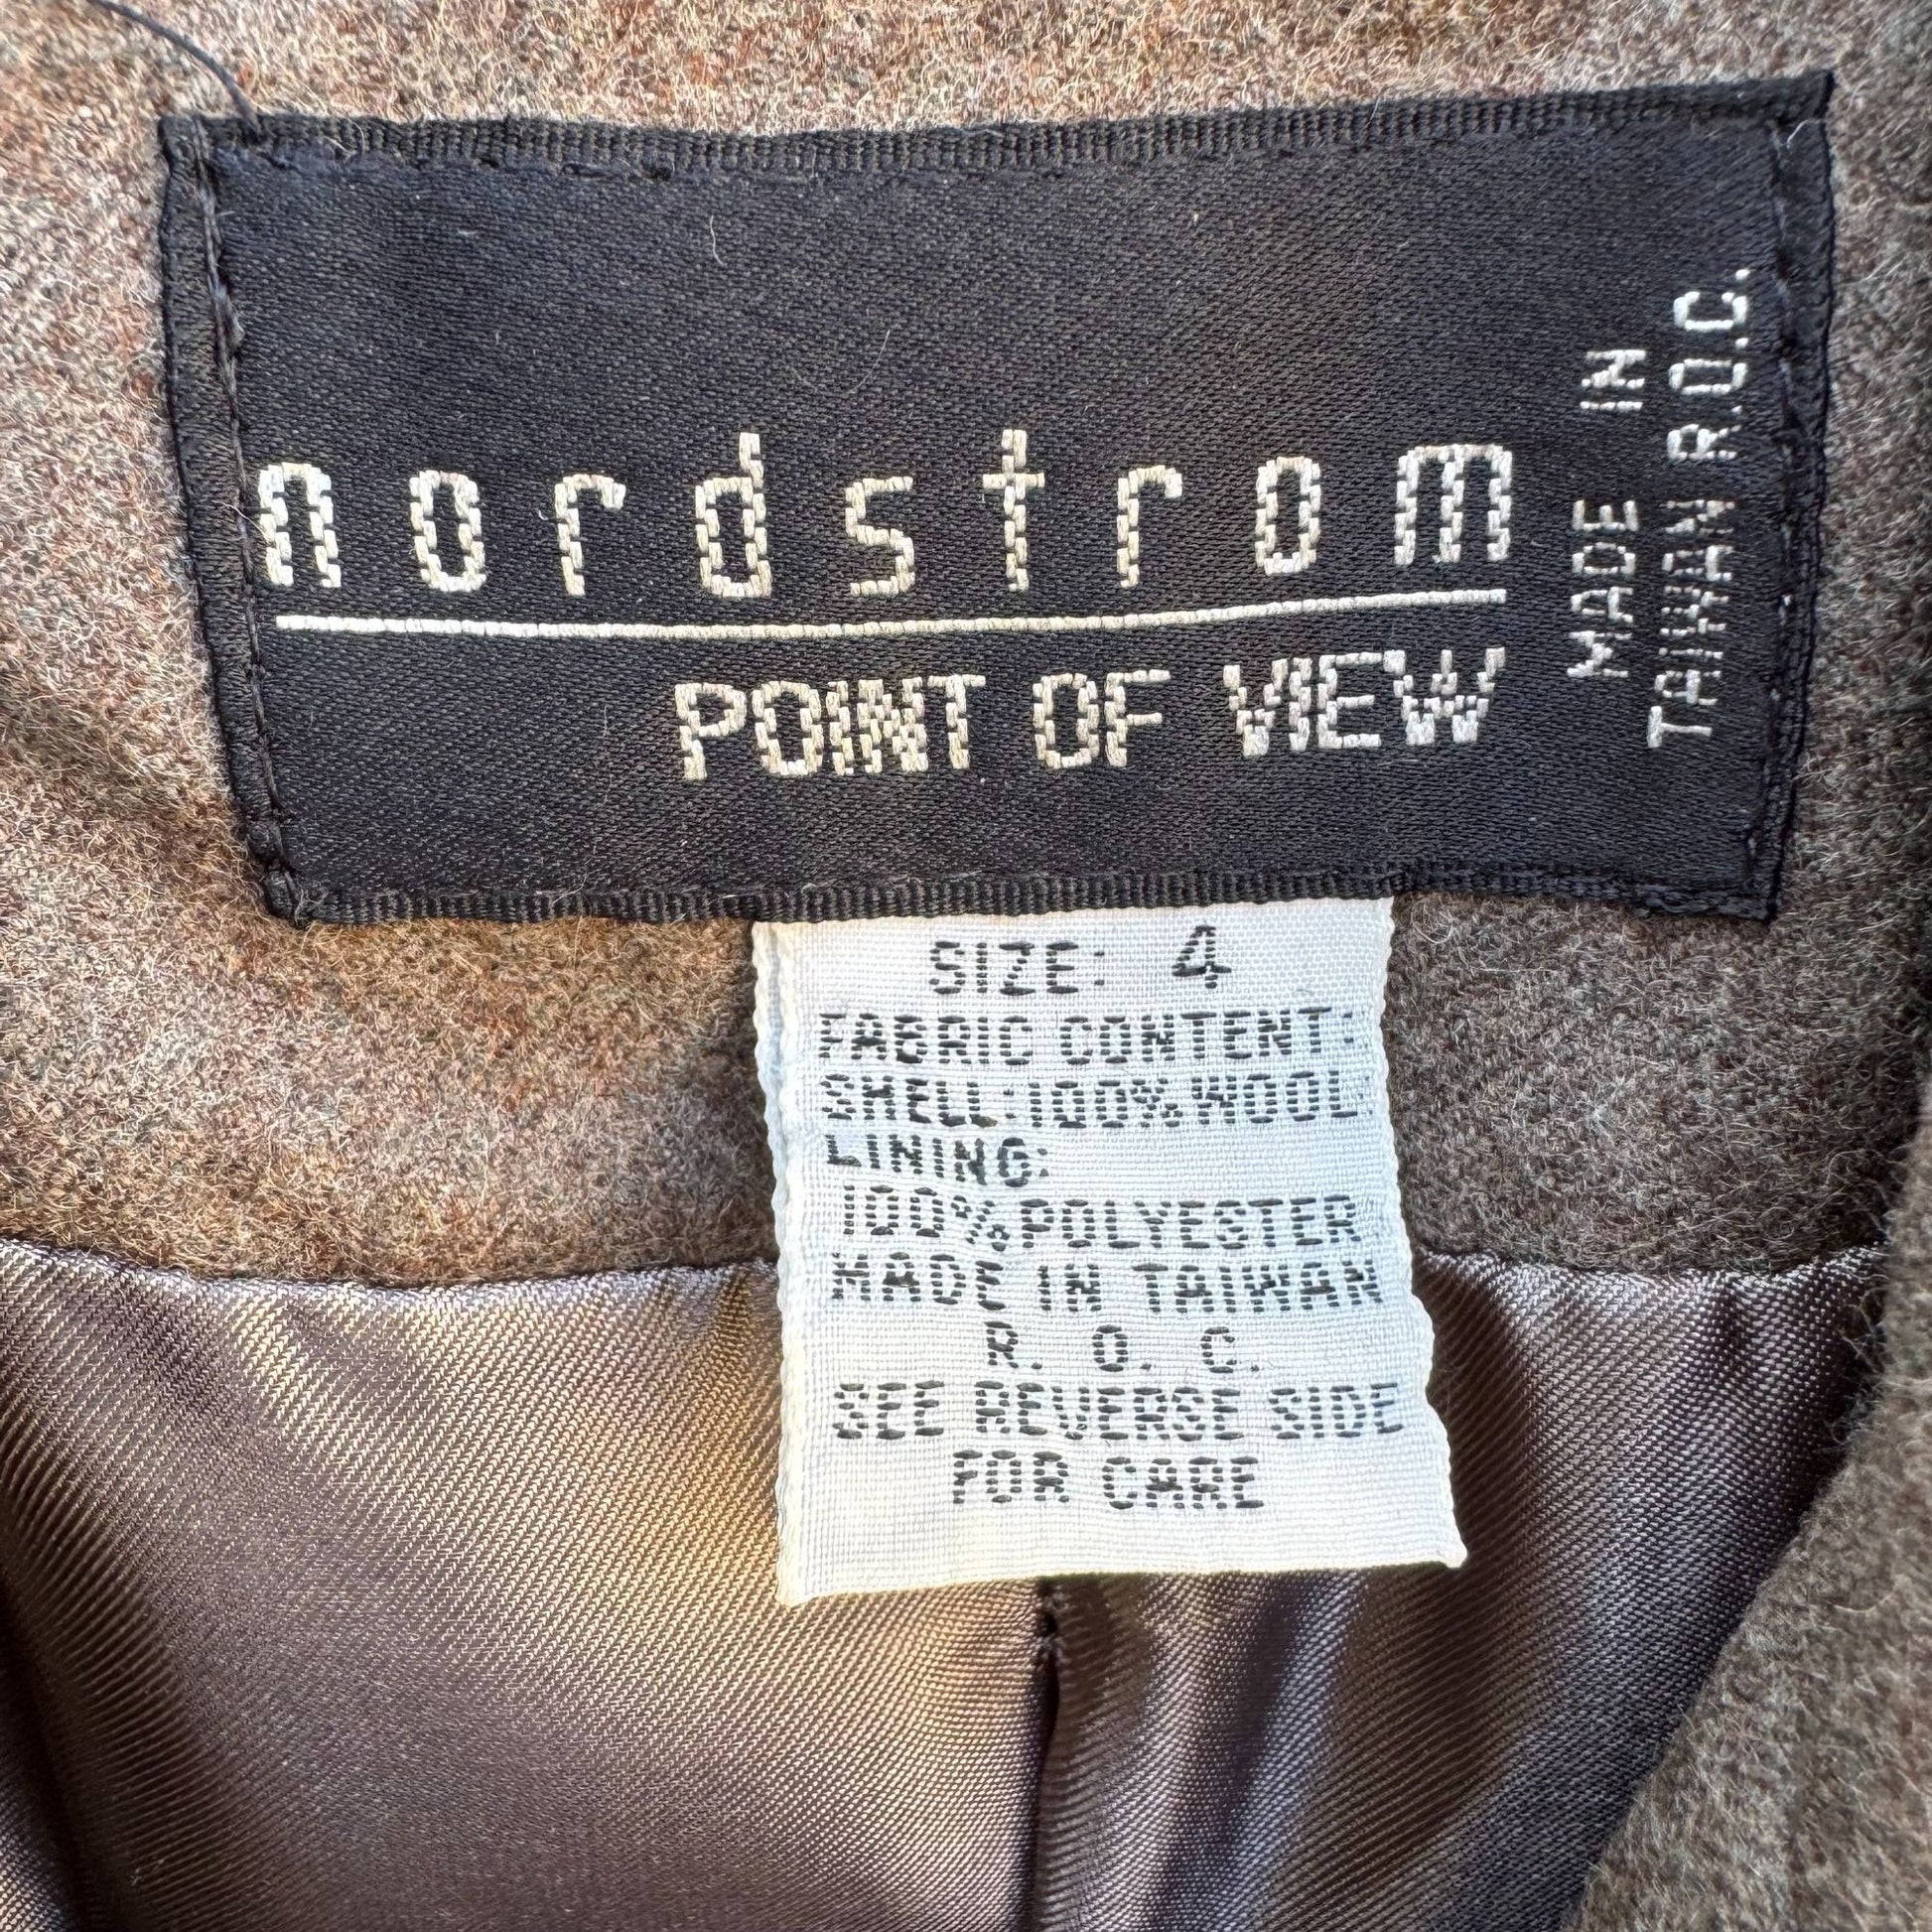 nordstrom
POINT OF VIEW
MADE IN
TAIWAN R.O.C.
SIZE: 4
FABRIC CONTENT:
SHELL:100%WOOL:
LINING:
100%POLYESTER
MADE IN TAIWAN
R. O. C.
SEE REVERSE SIDE
FOR CARE